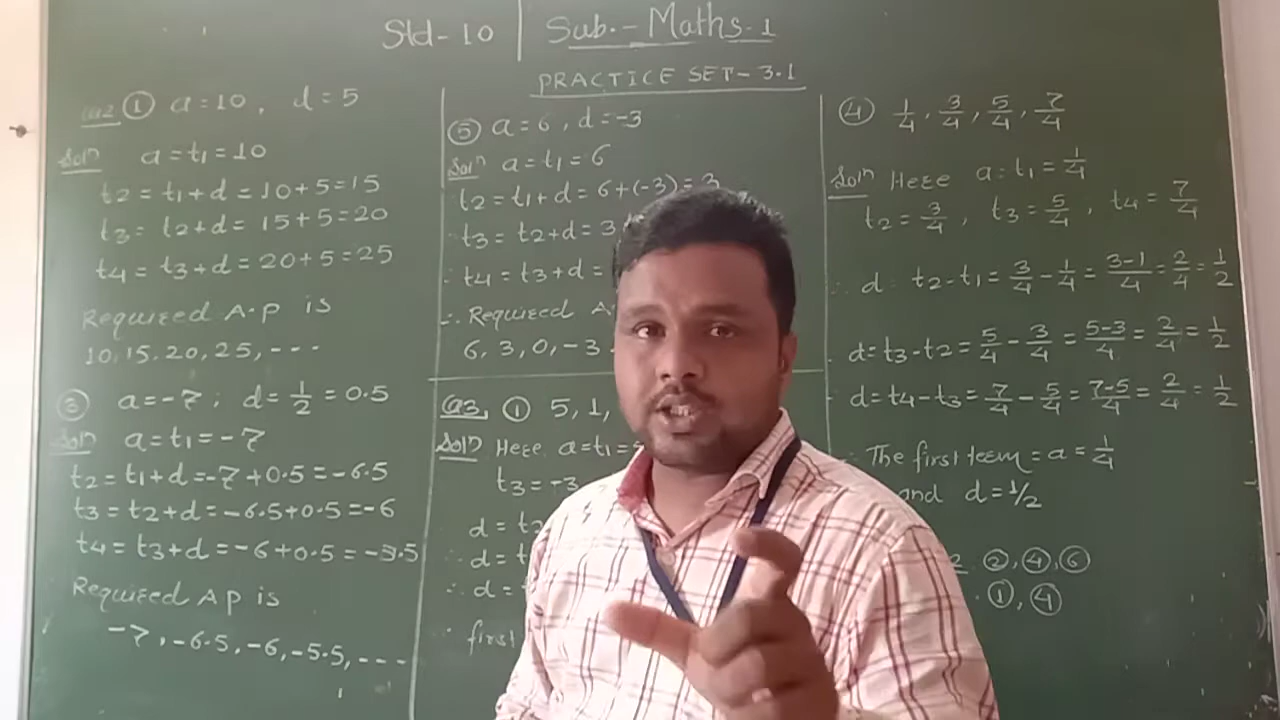 Std-10 | Sub.- Maths-1
PRACTICE SET-3.1
Q2 ① a=10, d=5
Soln a=t1=10
t2=t1+d=10+5=15
t3=t2+d=15+5=20
t4=t3+d=20+5=25
Required A.P is
10,15,20,25,---
③ a=-7; d=1/2=0.5
Soln a=t1=-7
t2=t1+d=-7+0.5=-6.5
t3=t2+d=-6.5+0.5=-6
t4=t3+d=-6+0.5=-5.5
Required AP is
-7,-6.5,-6,-5.5,---
⑤ a=6, d=-3
Soln a=t1=6
t2=t1+d=6+(-3)=3
∴ t3=t2+d=3
∴ t4=t3+d=
∴ Required A.
6,3,0,-3
Q3, ① 5,1,
Soln Here a=t1=
t3=-3
d=t2
∴ d=t
∴ d=
∴ first
④ 1/4, 3/4, 5/4, 7/4
Soln Here a=t1=1/4
t2=3/4, t3=5/4, t4=7/4
∴ d=t2-t1=3/4-1/4=3-1/4=2/4=1/2
d=t3-t2=5/4-3/4=5-3/4=2/4=1/2
d=t4-t3=7/4-5/4=7-5/4=2/4=1/2
∴ The first term=a=1/4
and d=1/2
2 ②,④,⑥
①,④